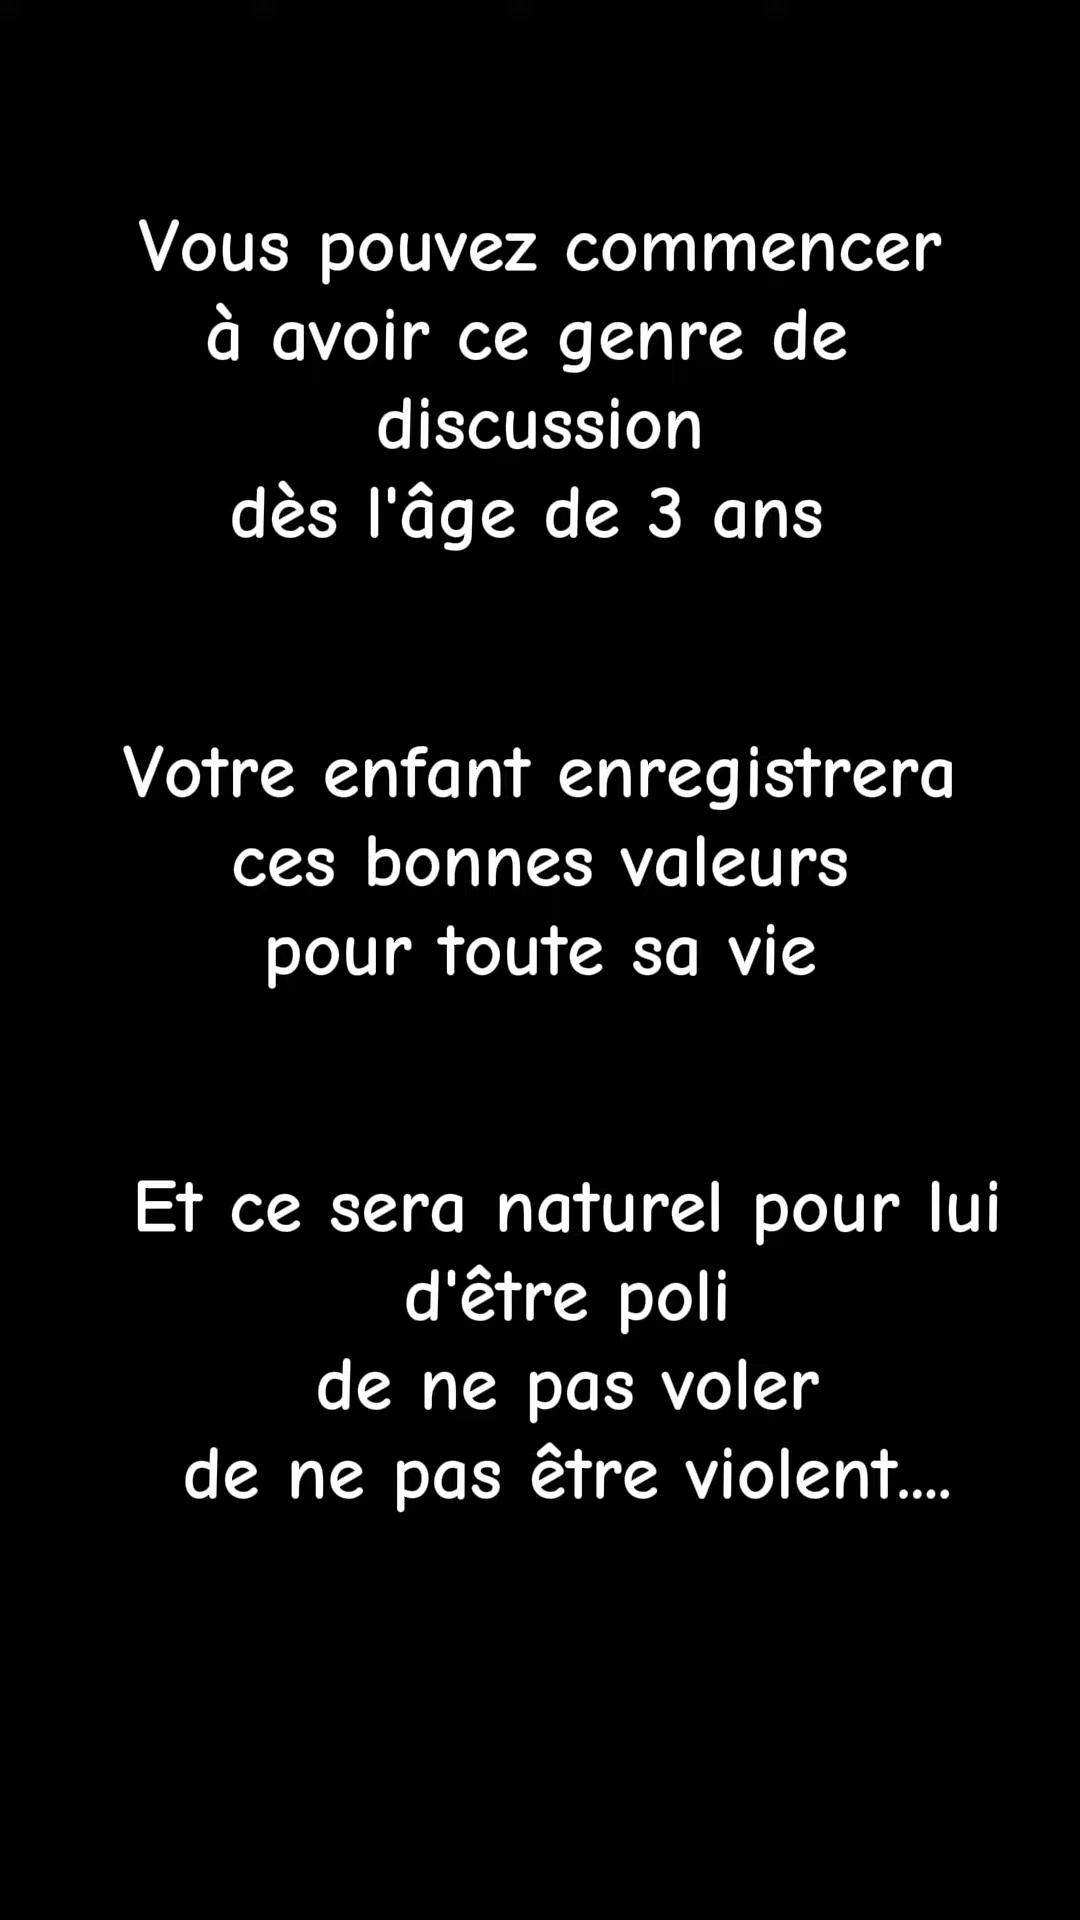 Vous pouvez commencer
à avoir ce genre de
discussion
dès l'âge de 3 ans
Votre enfant enregistrera
ces bonnes valeurs
pour toute sa vie
Et ce sera naturel pour lui
d'être poli
de ne pas voler
de ne pas être violent....